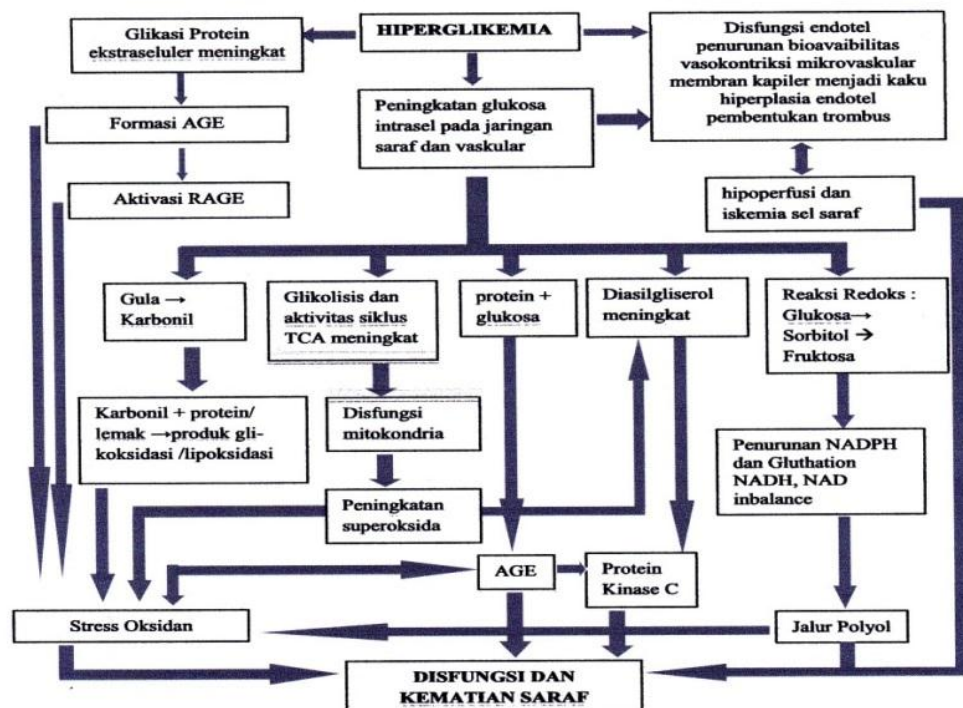 Glikasi Protein
ekstraseluler meningkat
HIPERGLIKEMIA
Disfungsi endotel
penurunan bioavaibilitas
vasokontriksi mikrovaskular
membran kapiler menjadi kaku
hiperplasia endotel
pembentukan trombus
Formasi AGE
Peningkatan glukosa
intrasel pada jaringan
saraf dan vaskular
Aktivasi RAGE
hipoperfusi dan
iskemia sel saraf
Gula →
Karbonil
Glikolisis dan
aktivitas siklus
TCA meningkat
protein +
glukosa
Diasilgliserol
meningkat
Reaksi Redoks :
Glukosa→
Sorbitol →
Fruktosa
Karbonil + protein/
lemak →produk gli-
koksidasi /lipoksidasi
Disfungsi
mitokondria
Penurunan NADPH
dan Gluthation
NADH, NAD
inbalance
Peningkatan
superoksida
AGE
Protein
Kinase C
Stress Oksidan
Jalur Polyol
DISFUNGSI DAN
KEMATIAN SARAF